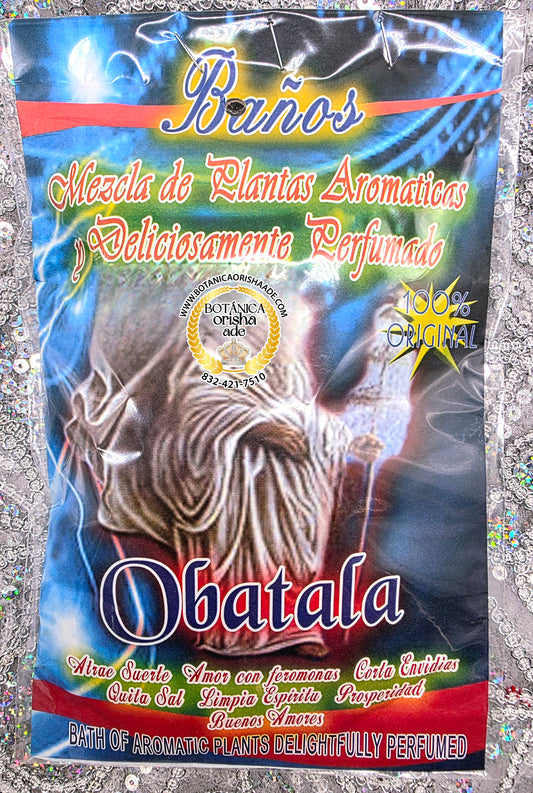 Baños
Mezcla de Plantas Aromaticas
y Deliciosamente Perfumado
100%
ORIGINAL
WWW.BOTANICAORISHAADE.COM
BOTÁNICA
orisha
ade
832-421-7510
Obatala
Atrae Suerte Amor con feromonas Corta Envidias
Quita Sal Limpia Espiritu Prosperidad
Buenos Amores
BATH OF AROMATIC PLANTS DELIGHTFULLY PERFUMED